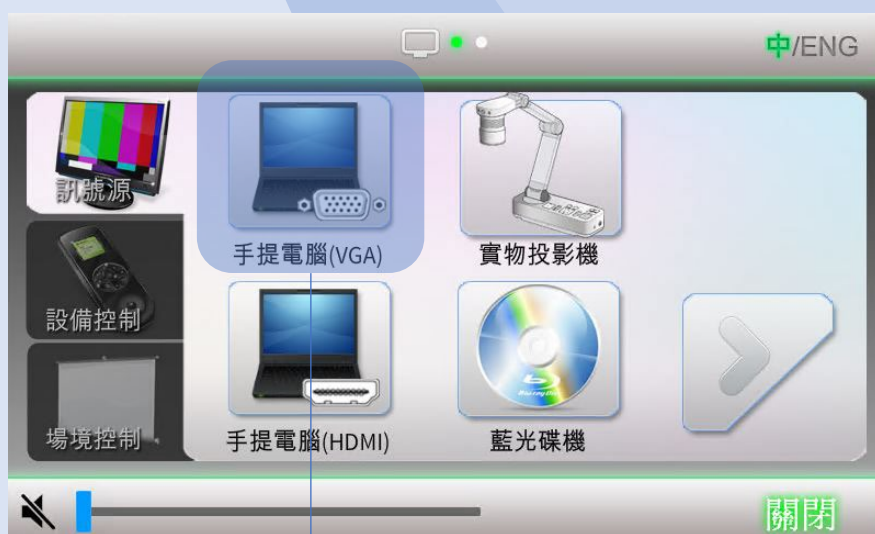 中/ENG
訊號源
手提電腦(VGA)
實物投影機
設備控制
場境控制
手提電腦(HDMI)
藍光碟機
關閉